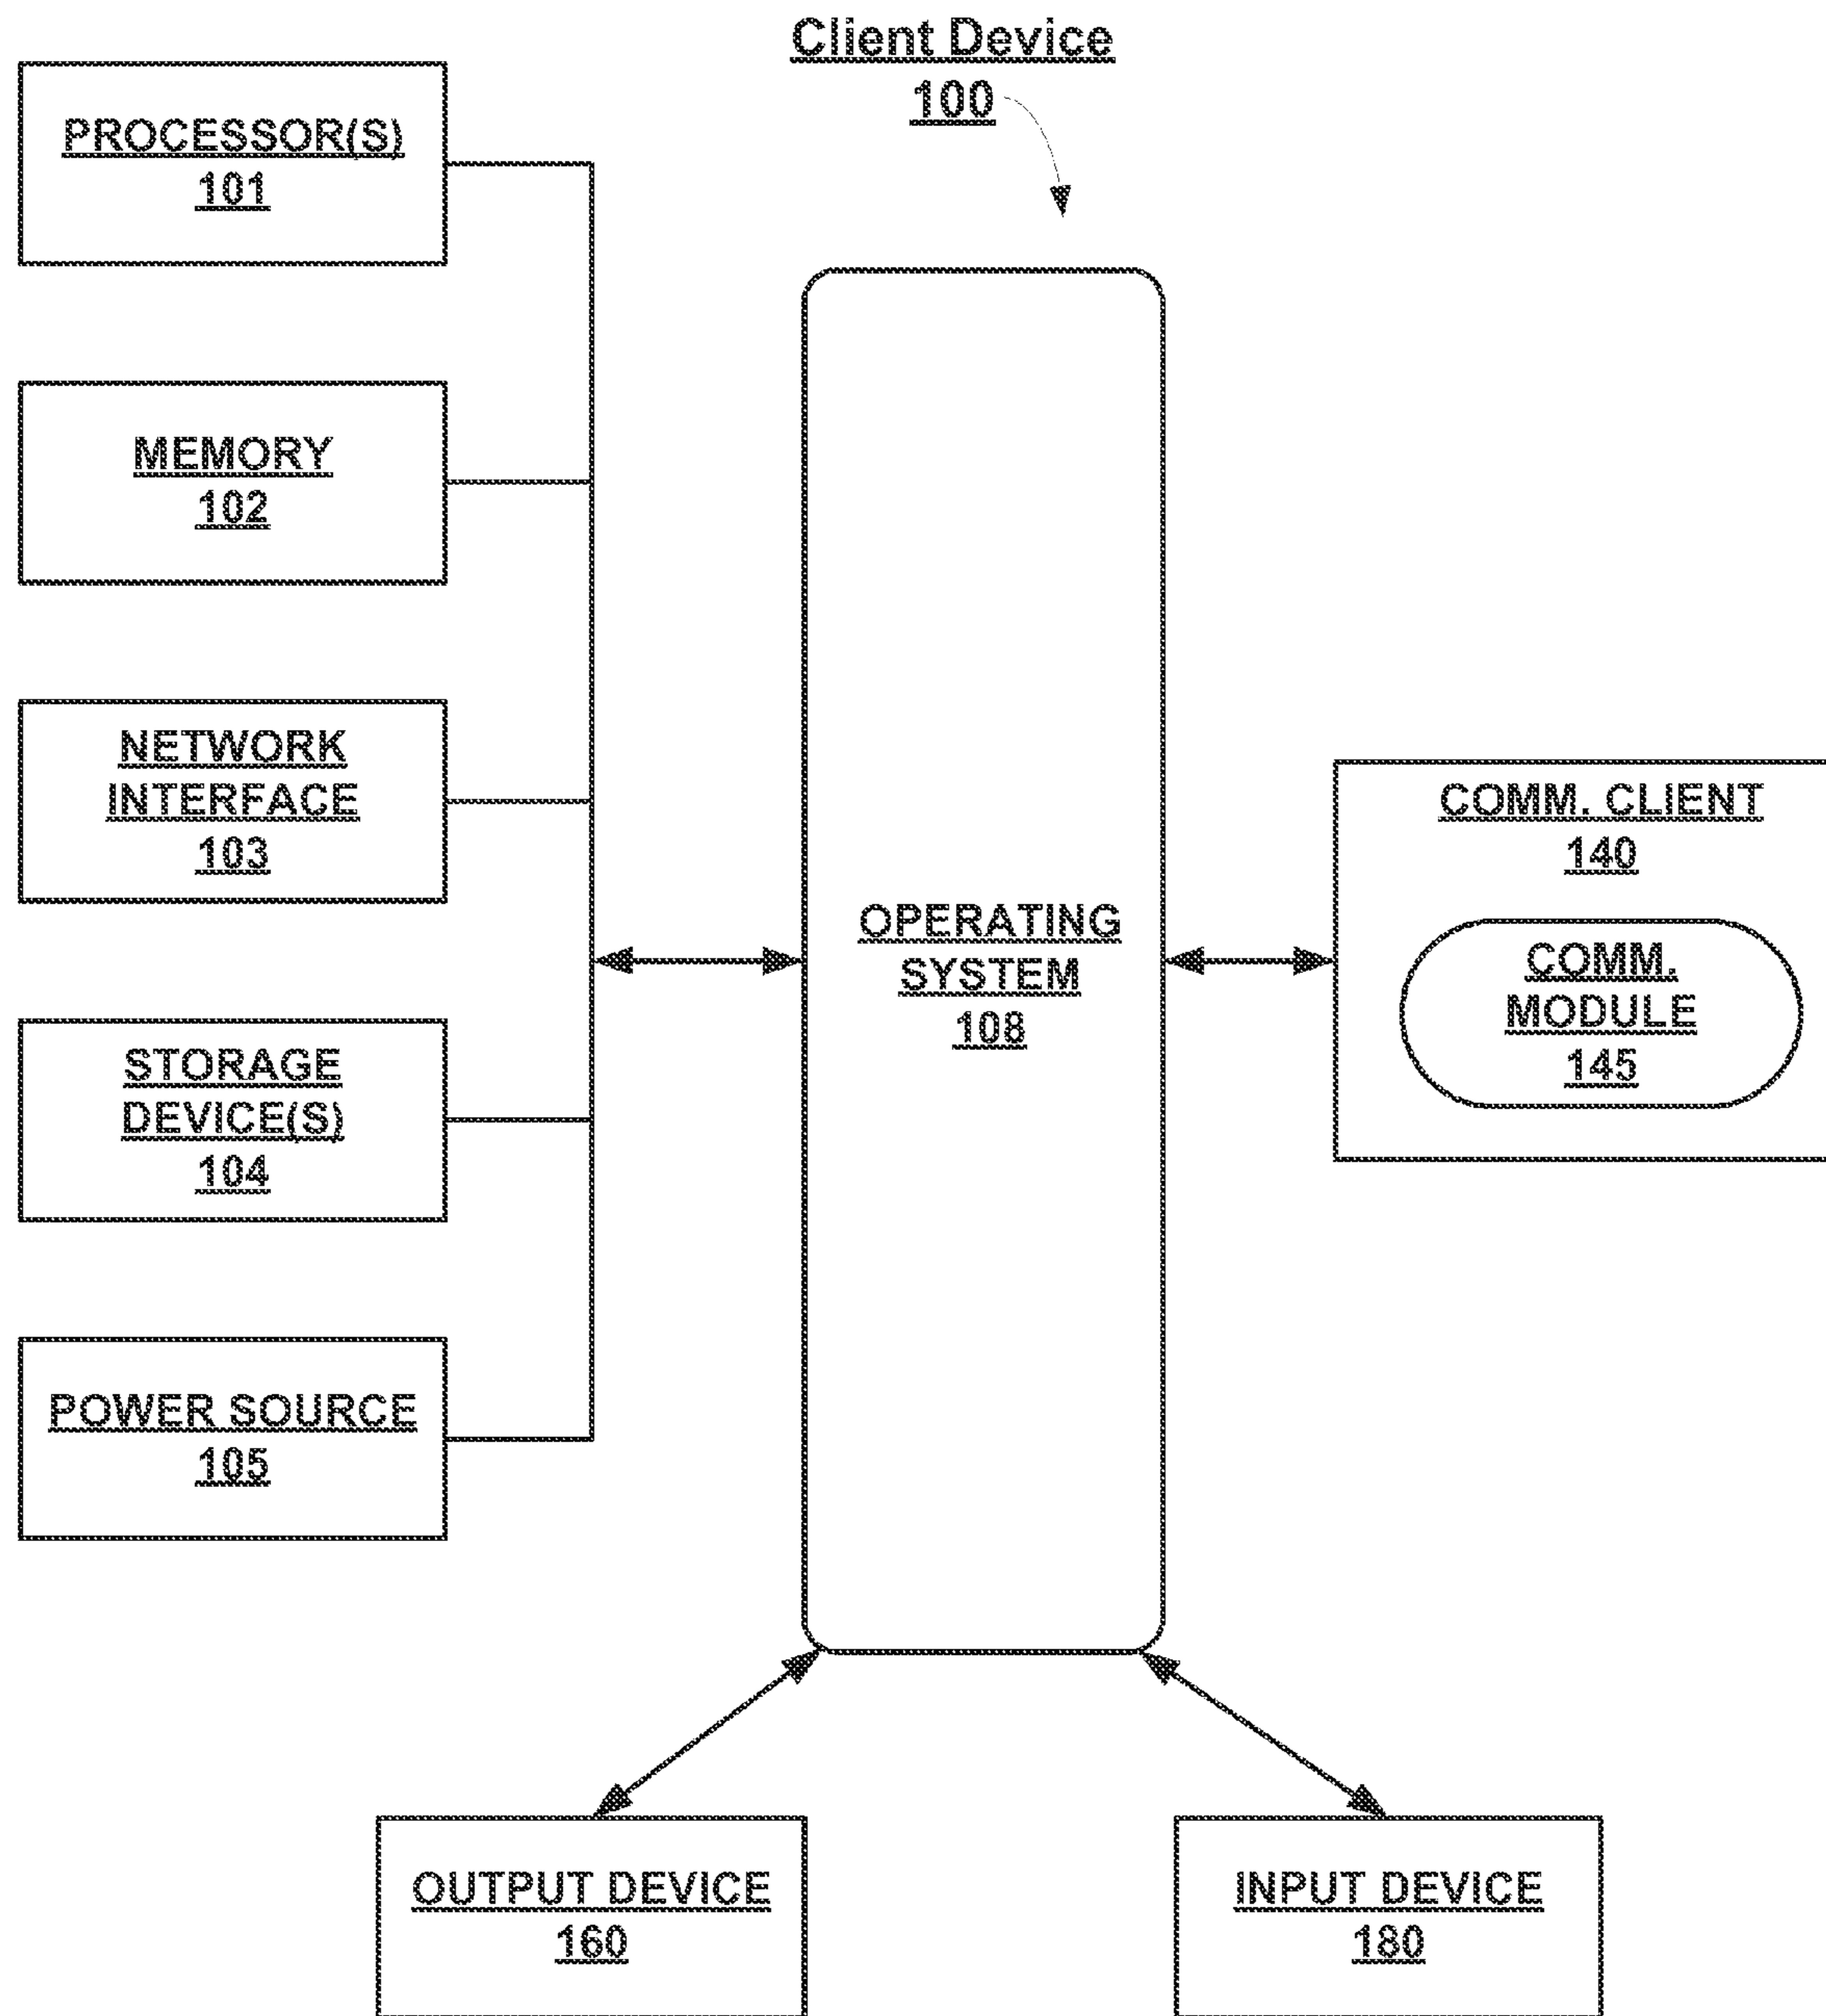 Client Device
100
PROCESSOR(S)
101
MEMORY
102
NETWORK
INTERFACE
103
STORAGE
DEVICE(S)
104
POWER SOURCE
105
OPERATING
SYSTEM
108
COMM. CLIENT
140
COMM.
MODULE
145
OUTPUT DEVICE
160
INPUT DEVICE
180